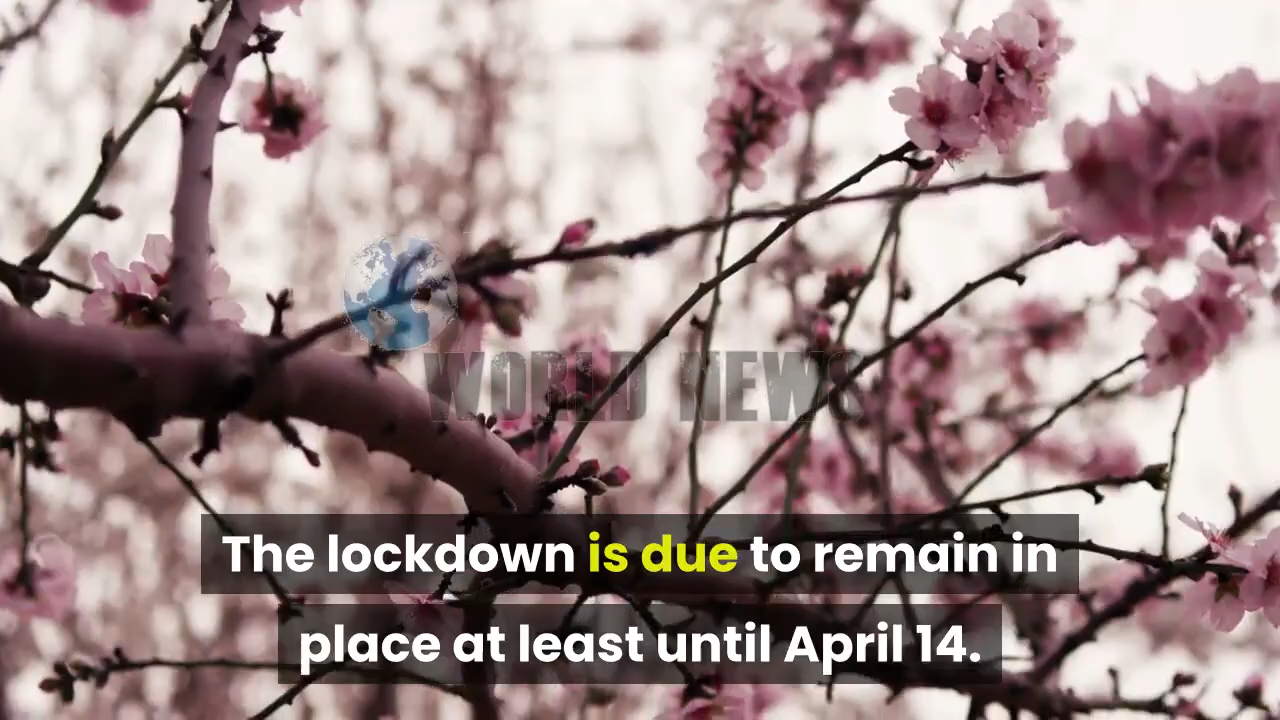 WORLD NEWS
The lockdown is due to remain in
place at least until April 14.